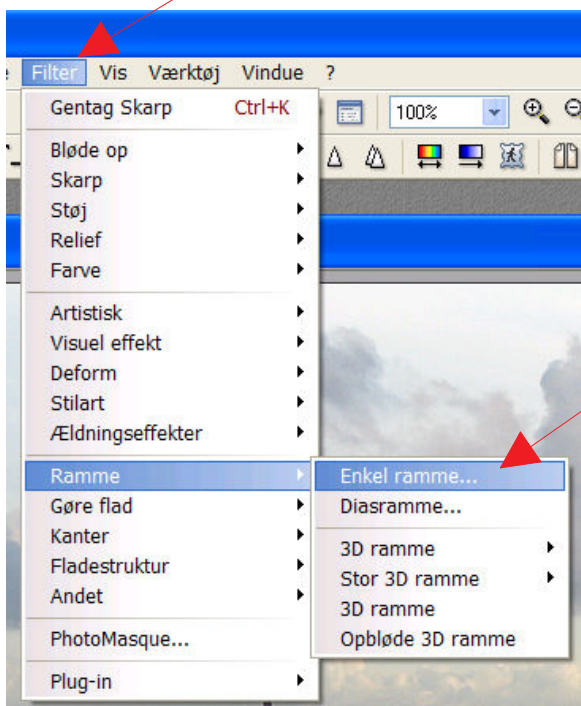 Filter Vis Værktøj Vindue ?
100%
Gentag Skarp Ctrl+K
Bløde op
Skarp
Støj
Relief
Farve
Artistisk
Visuel effekt
Deform
Stilart
Ældningseffekter
Ramme
Gøre flad
Kanter
Fladestruktur
Andet
PhotoMasque...
Plug-in
Enkel ramme...
Diasramme...
3D ramme
Stor 3D ramme
3D ramme
Opbløde 3D ramme